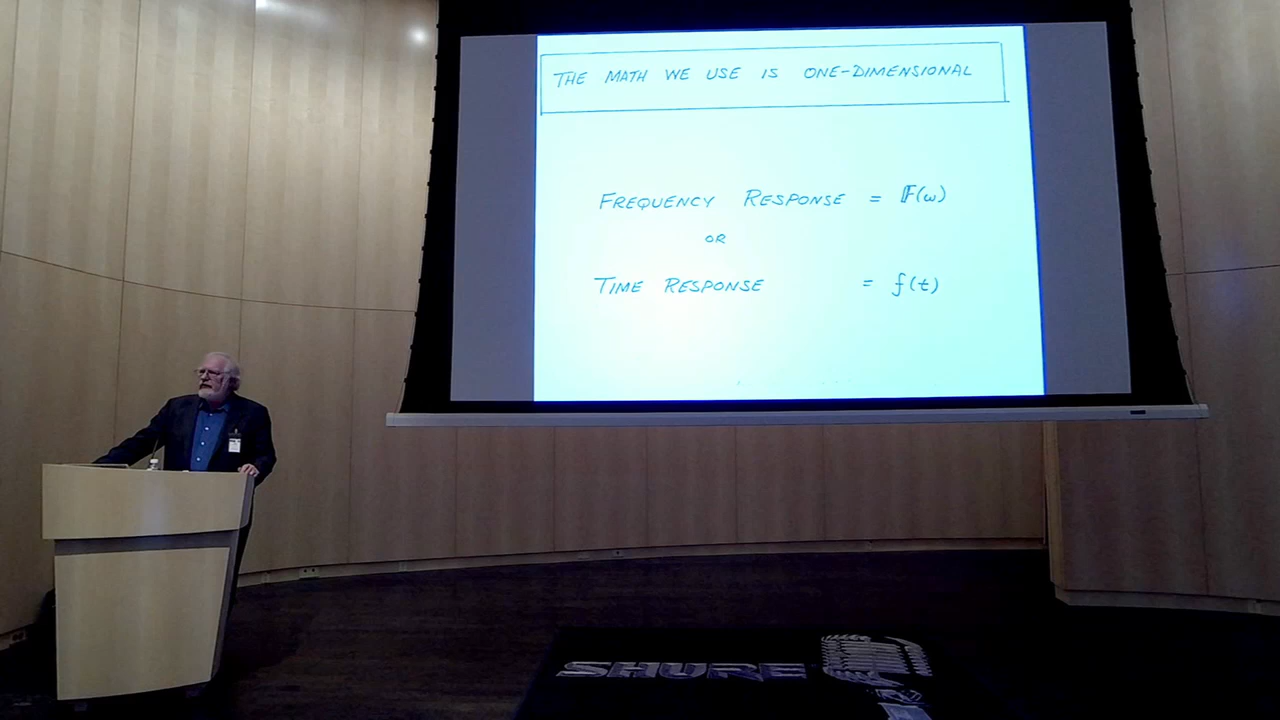 THE MATH WE USE IS ONE-DIMENSIONAL
FREQUENCY RESPONSE = 𝔽(ω)
OR
TIME RESPONSE = f(t)
SHURE